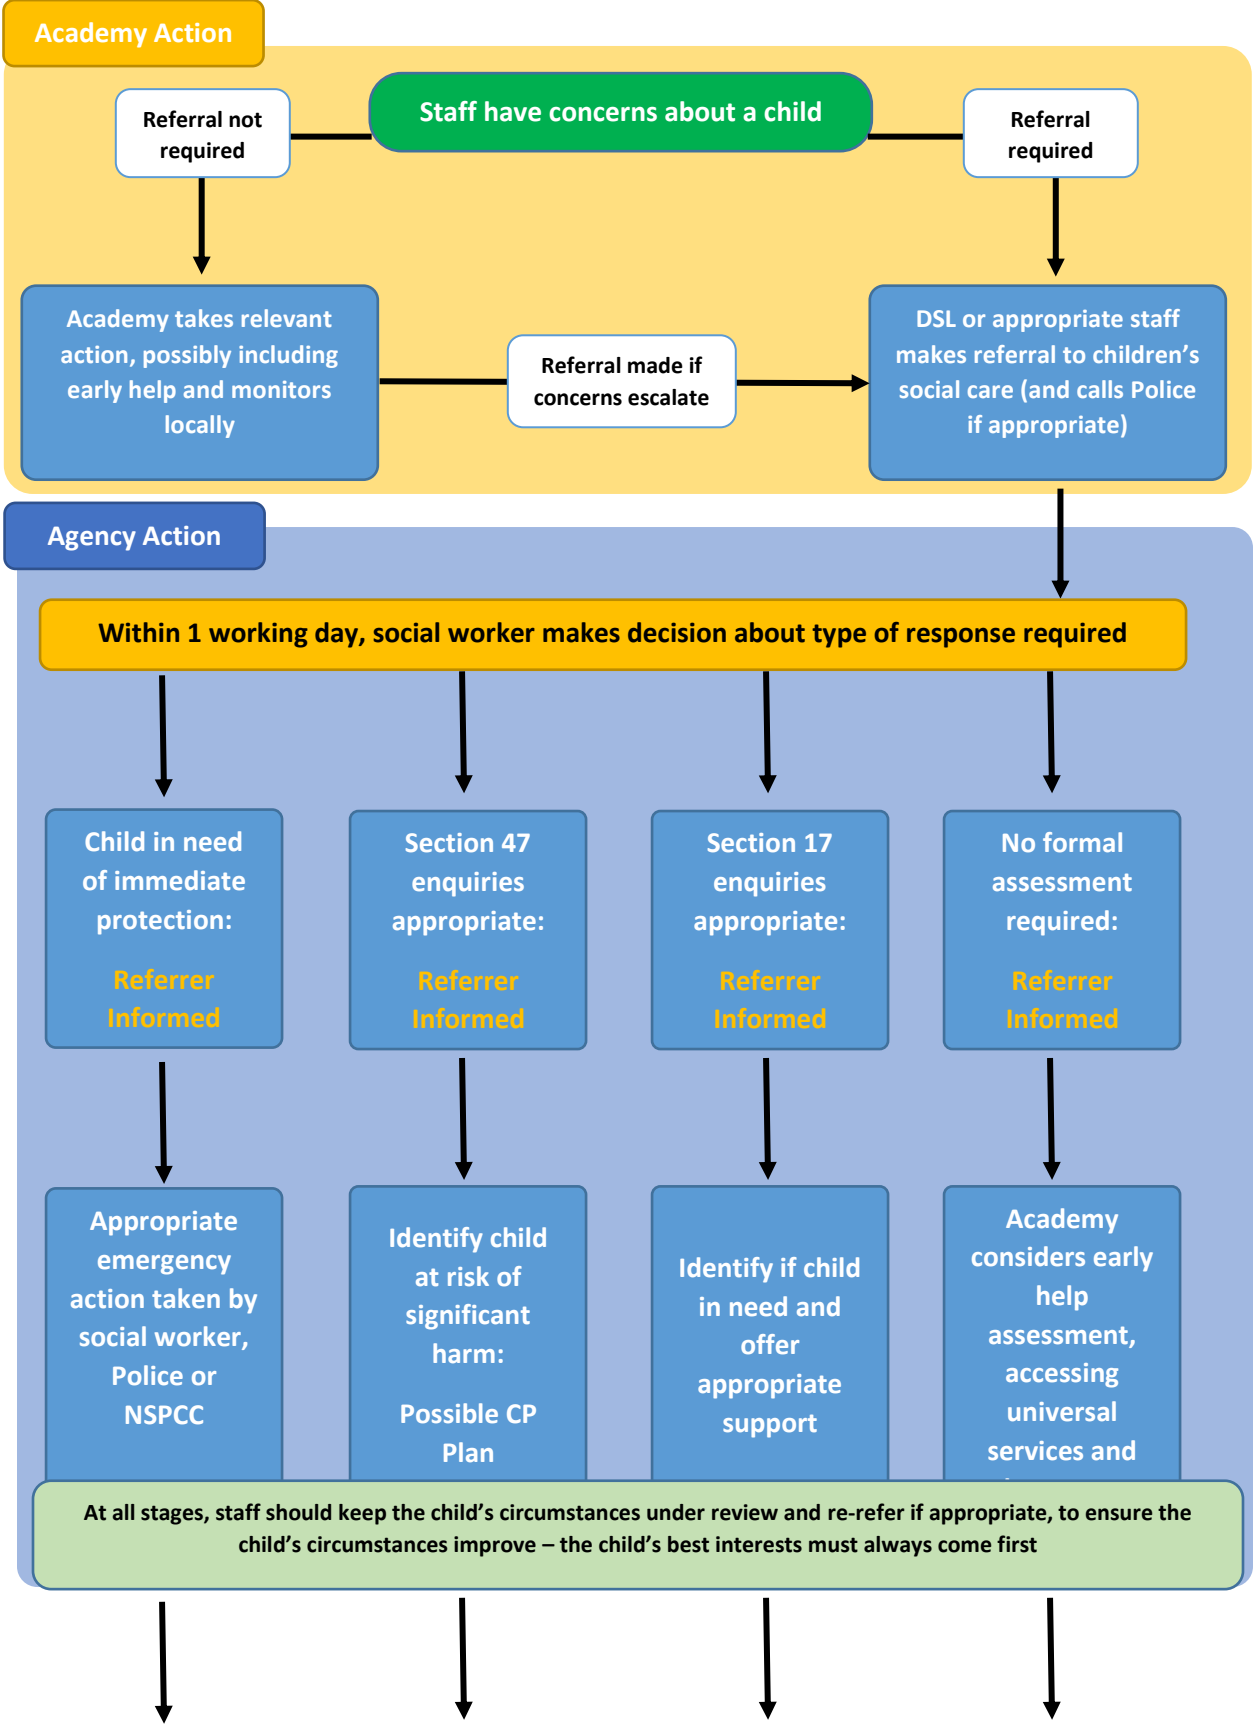 Academy Action
Staff have concerns about a child
Referral not
required
Referral
required
Academy takes relevant
action, possibly including
early help and monitors
locally
Referral made if
concerns escalate
DSL or appropriate staff
makes referral to children’s
social care (and calls Police
if appropriate)
Agency Action
Within 1 working day, social worker makes decision about type of response required
Child in need
of immediate
protection:
Referrer
Informed
Section 47
enquiries
appropriate:
Referrer
Informed
Section 17
enquiries
appropriate:
Referrer
Informed
No formal
assessment
required:
Referrer
Informed
Appropriate
emergency
action taken by
social worker,
Police or
NSPCC
Identify child
at risk of
significant
harm:
Possible CP
Plan
Identify if child
in need and
offer
appropriate
support
Academy
considers early
help
assessment,
accessing
universal
services and
At all stages, staff should keep the child’s circumstances under review and re-refer if appropriate, to ensure the
child’s circumstances improve – the child’s best interests must always come first